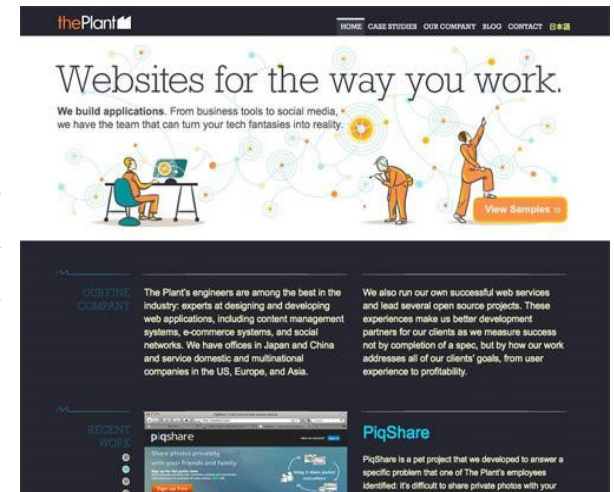 thePlant
HOME CASE STUDIES OUR COMPANY BLOG CONTACT 日本語
Websites for the way you work.
We build applications. From business tools to social media,
we have the team that can turn your tech fantasies into reality.
View Samples »
OUR FINE
COMPANY
The Plant's engineers are among the best in the
industry: experts at designing and developing
web applications, including content management
systems, e-commerce systems, and social
networks. We have offices in Japan and China
and service domestic and multinational
companies in the US, Europe, and Asia.
We also run our own successful web services
and lead several open source projects. These
experiences make us better development
partners for our clients as we measure success
not by completion of a spec, but by how our work
addresses all of our clients' goals, from user
experience to profitability.
RECENT
WORK
piqshare
Share photos privately
with your friends and family
Sign up free
PiqShare
PiqShare is a pet project that we developed to answer a
specific problem that one of The Plant's employees
identified: it's difficult to share private photos with your